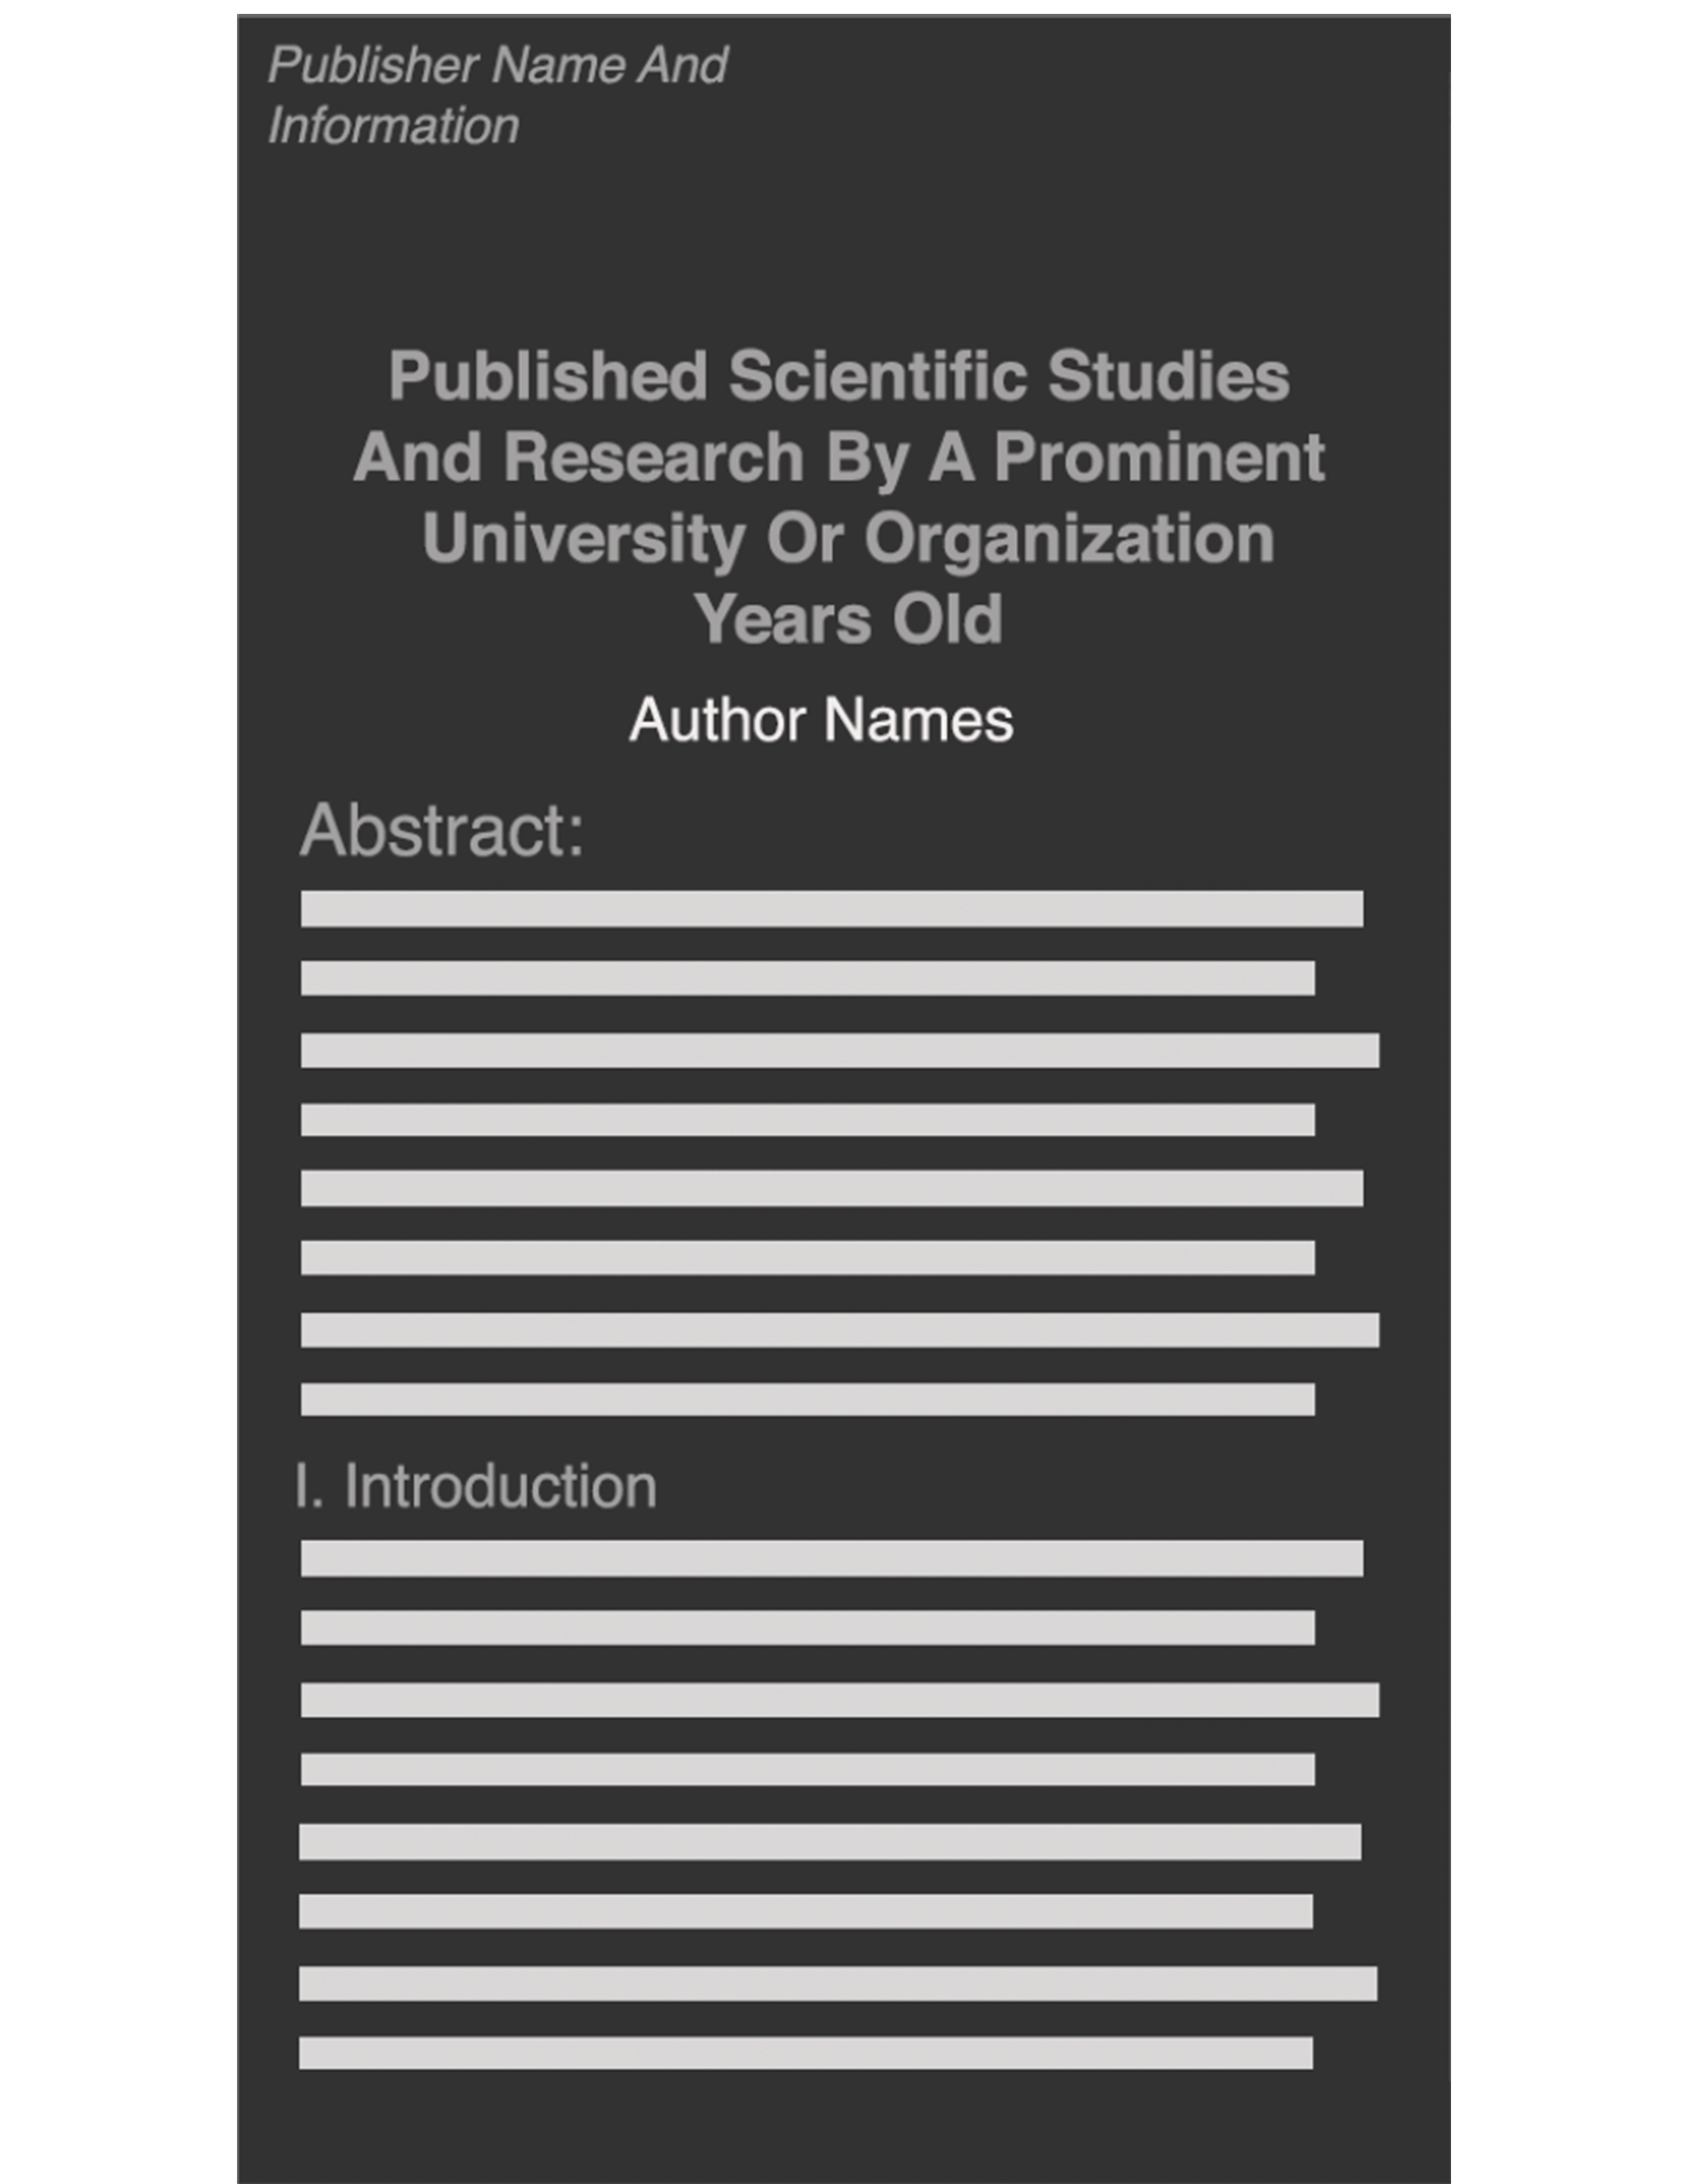 Publisher Name And
Information
Published Scientific Studies
And Research By A Prominent
University Or Organization
Years Old
Author Names
Abstract:
I. Introduction